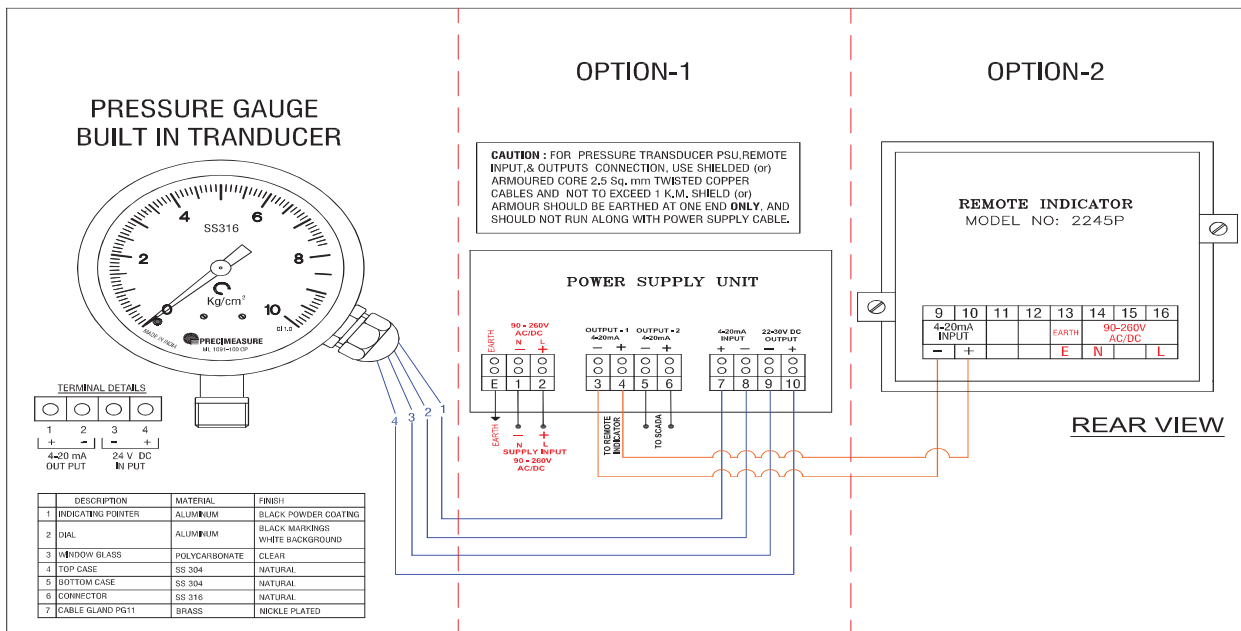 PRESSURE GAUGE
BUILT IN TRANDUCER
0
2
4
6
8
10
SS316
Kg/cm²
Cl 1.0
MADE IN INDIA
PRECIMEASURE
ML 1091-100 OP
TERMINAL DETAILS
1 2 3 4
+ - - +
4-20 mA 24 V DC
OUT PUT IN PUT
DESCRIPTION MATERIAL FINISH
1 INDICATING POINTER ALUMINUM BLACK POWDER COATING
2 DIAL ALUMINUM BLACK MARKINGS
WHITE BACKGROUND
3 WINDOW GLASS POLYCARBONATE CLEAR
4 TOP CASE SS 304 NATURAL
5 BOTTOM CASE SS 304 NATURAL
6 CONNECTOR SS 316 NATURAL
7 CABLE GLAND PG11 BRASS NICKLE PLATED
4 3 2 1
OPTION-1
CAUTION : FOR PRESSURE TRANSDUCER PSU,REMOTE
INPUT,& OUTPUTS CONNECTION, USE SHIELDED (or)
ARMOURED CORE 2.5 Sq. mm TWISTED COPPER
CABLES AND NOT TO EXCEED 1 K.M. SHIELD (or)
ARMOUR SHOULD BE EARTHED AT ONE END ONLY, AND
SHOULD NOT RUN ALONG WITH POWER SUPPLY CABLE.
POWER SUPPLY UNIT
EARTH
90 - 260V
AC/DC
N L
- +
OUTPUT - 1 OUTPUT - 2
4-20mA 4-20mA
- + - +
4-20mA
INPUT
+ -
22-30V DC
OUTPUT
- +
E 1 2 3 4 5 6 7 8 9 10
EARTH
- +
N L
SUPPLY INPUT
90 - 260V
AC/DC
TO REMOTE
INDICATOR
TO SCADA
OPTION-2
REMOTE INDICATOR
MODEL NO: 2245P
9 10 11 12 13 14 15 16
4-20mA
INPUT
EARTH
90-260V
AC/DC
- + E N L
REAR VIEW